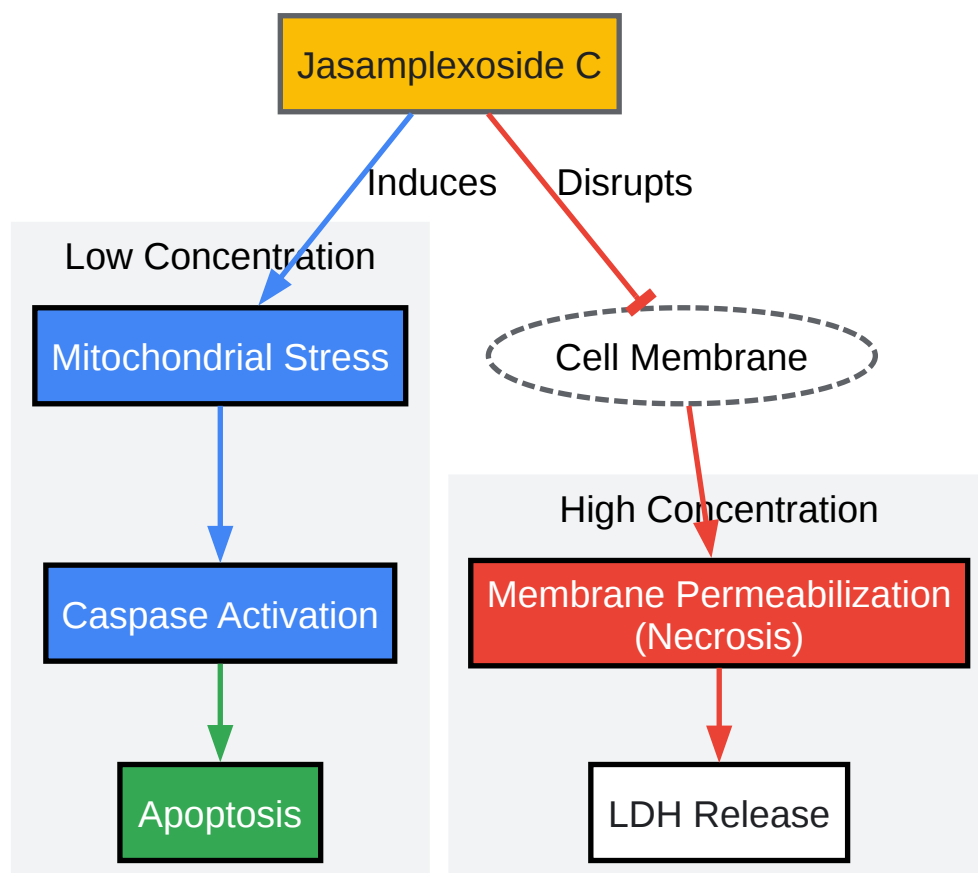 Jasamplexoside C
Induces
Disrupts
Low Concentration
Mitochondrial Stress
Cell Membrane
High Concentration
Caspase Activation
Membrane Permeabilization
(Necrosis)
Apoptosis
LDH Release